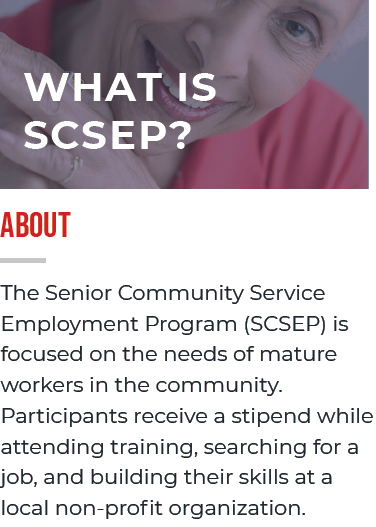 WHAT IS
SCSEP?
ABOUT
The Senior Community Service
Employment Program (SCSEP) is
focused on the needs of mature
workers in the community.
Participants receive a stipend while
attending training, searching for a
job, and building their skills at a
local non-profit organization.